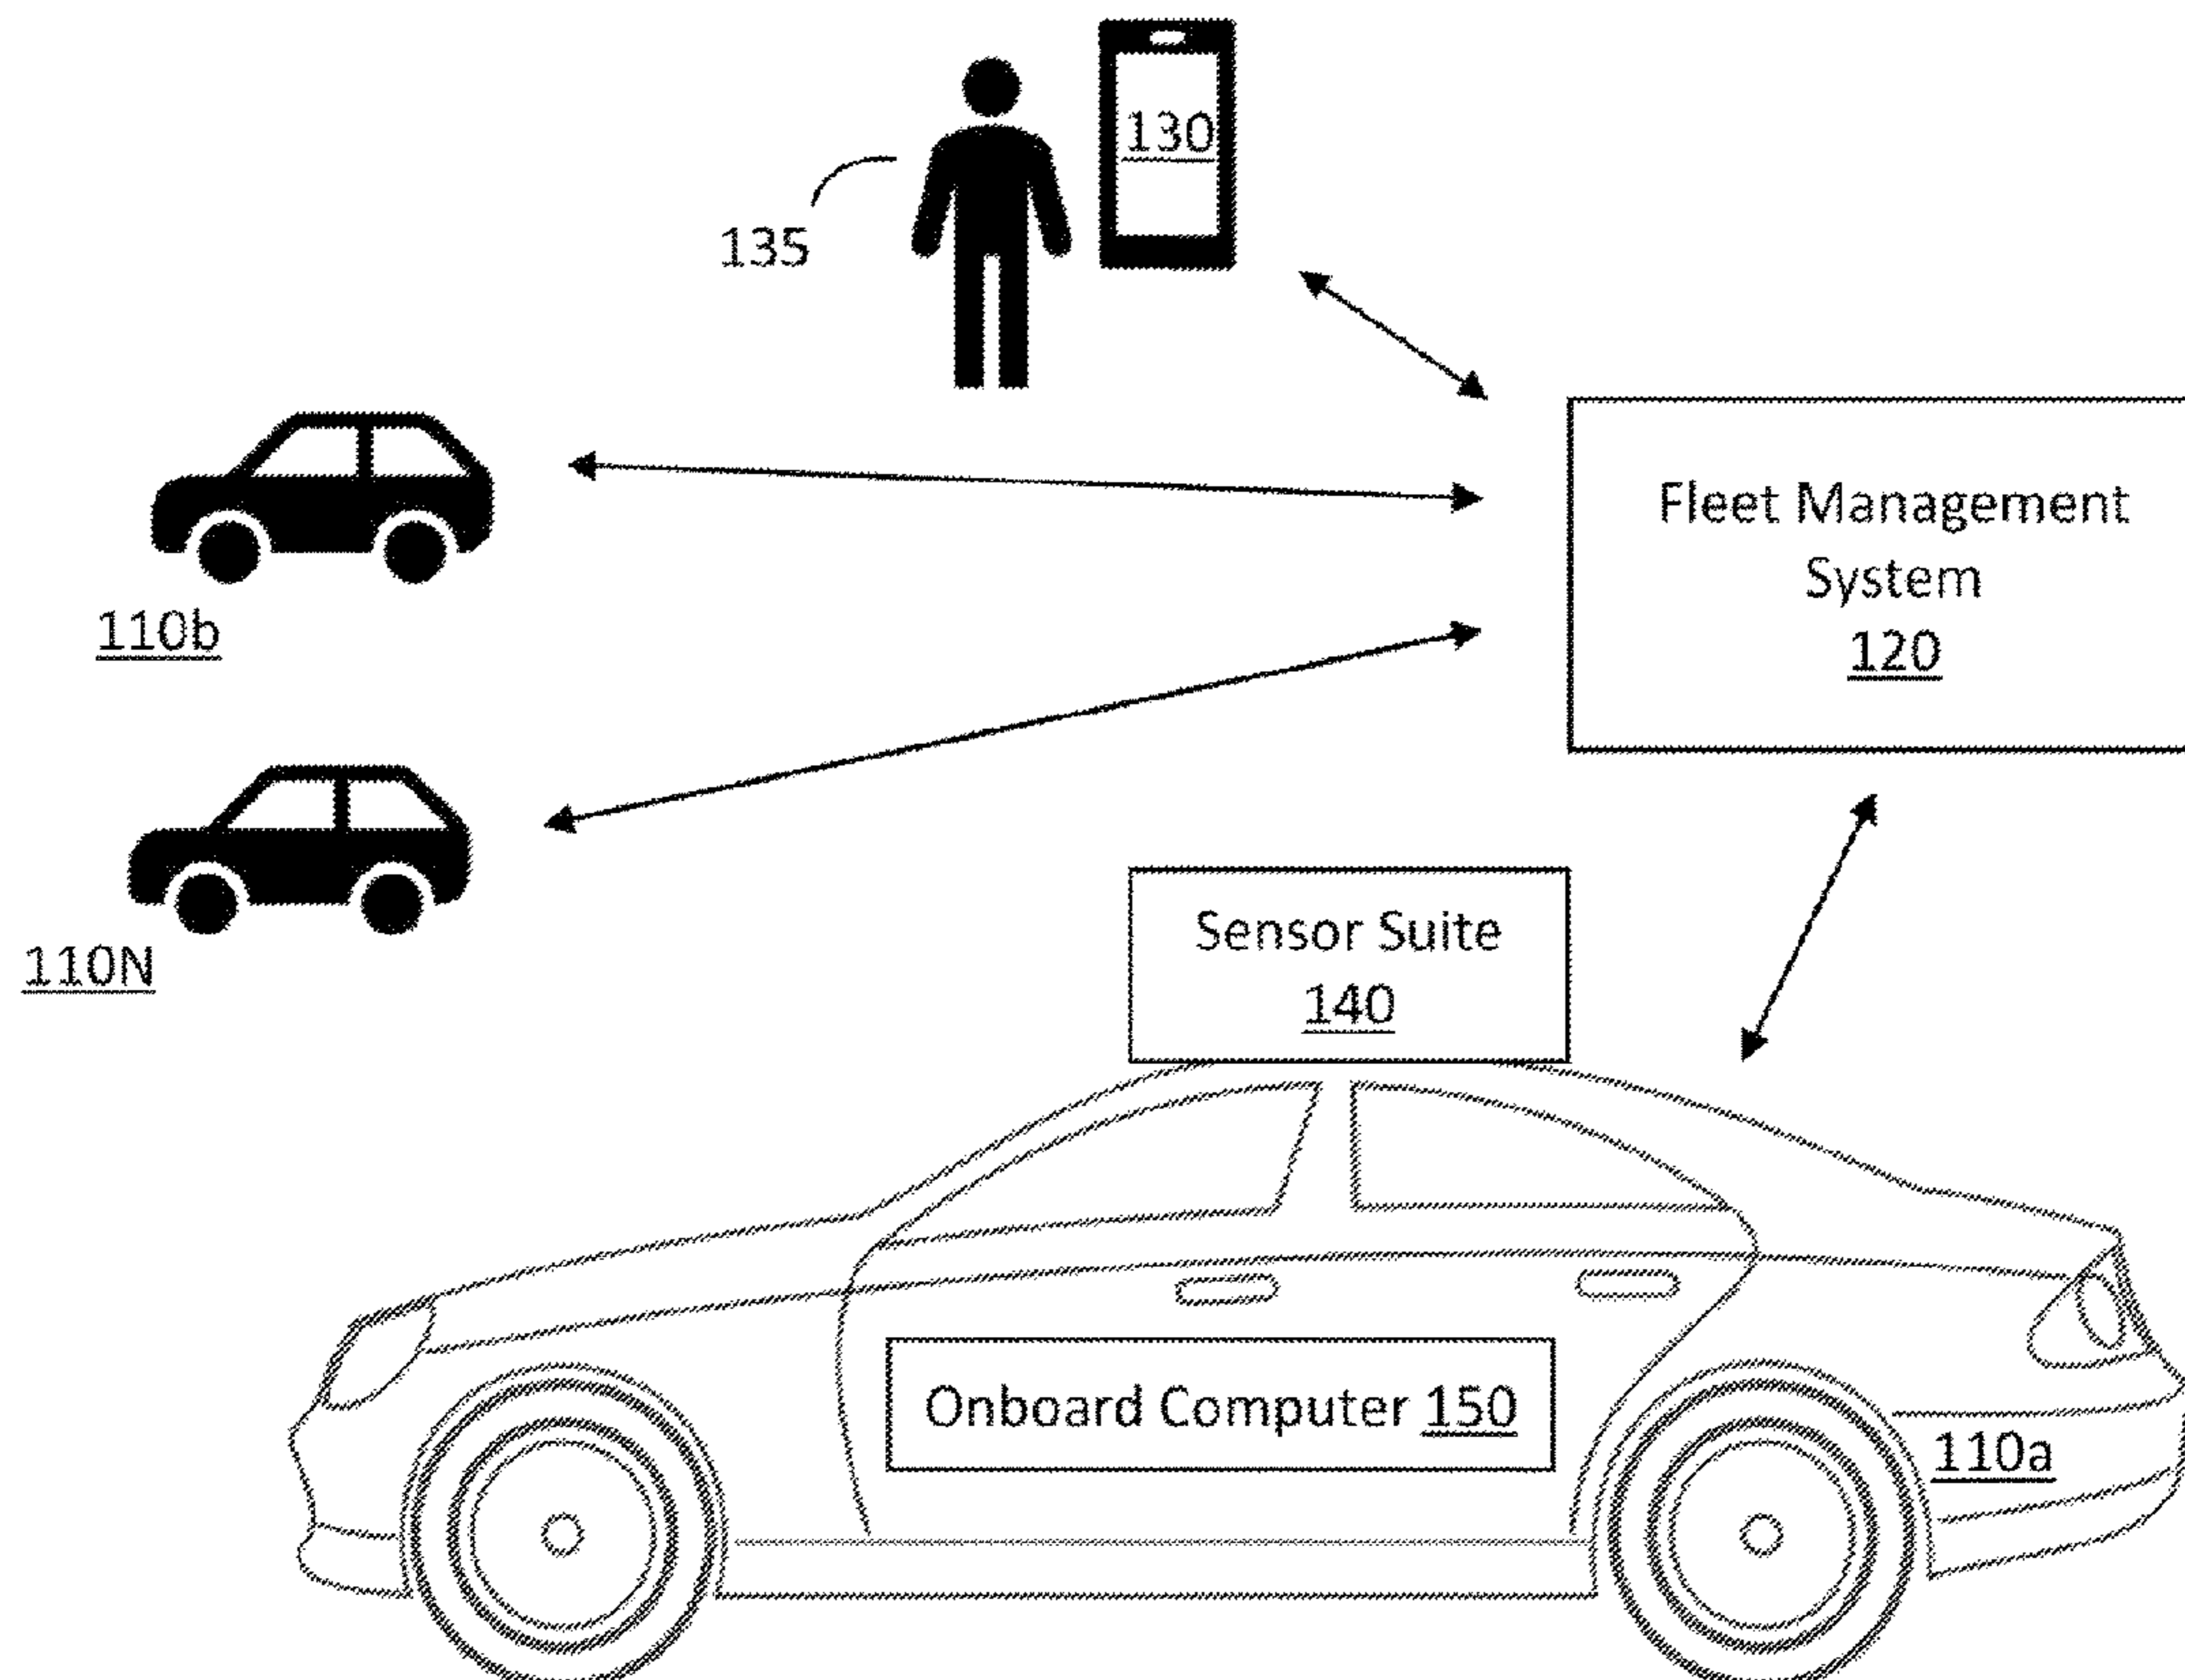 130
135
Fleet Management
System
120
110b
110N
Sensor Suite
140
Onboard Computer 150
110a